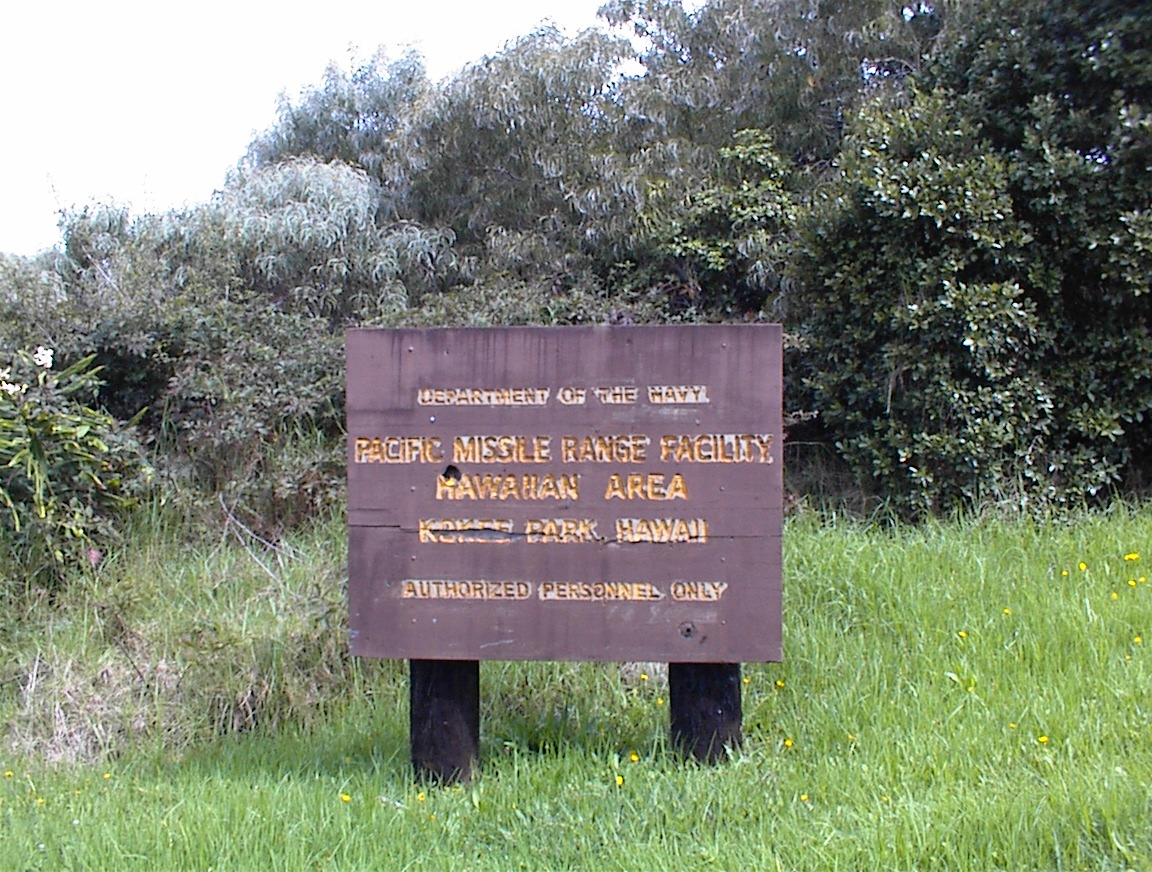 DEPARTMENT OF THE NAVY
PACIFIC MISSILE RANGE FACILITY,
HAWAIIAN AREA
KOKEE PARK, HAWAII
AUTHORIZED PERSONNEL ONLY